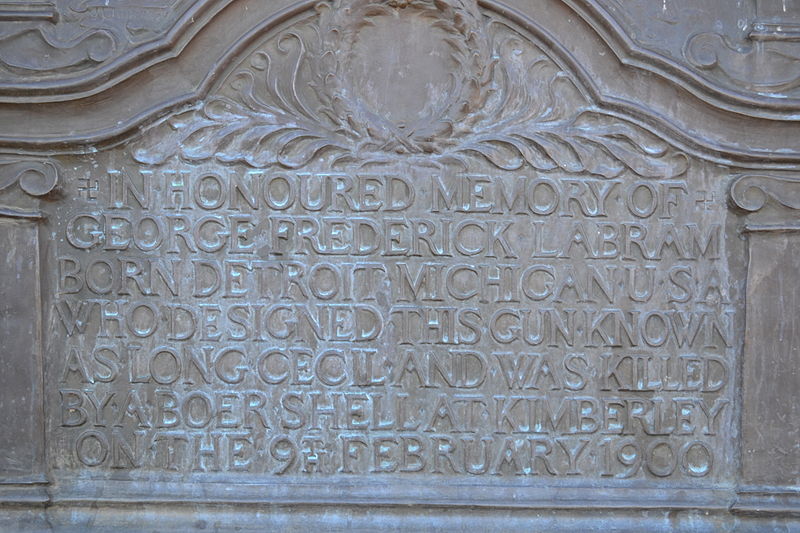 IN HONOURED MEMORY OF
GEORGE FREDERICK LABRAM
BORN DETROIT MICHIGAN U·S·A
WHO·DESIGNED THIS·GUN·KNOWN
AS·LONG CECIL·AND·WAS·KILLED
BY·A BOER SHELL·AT·KIMBERLEY
ON·THE·9TH·FEBRUARY·1900